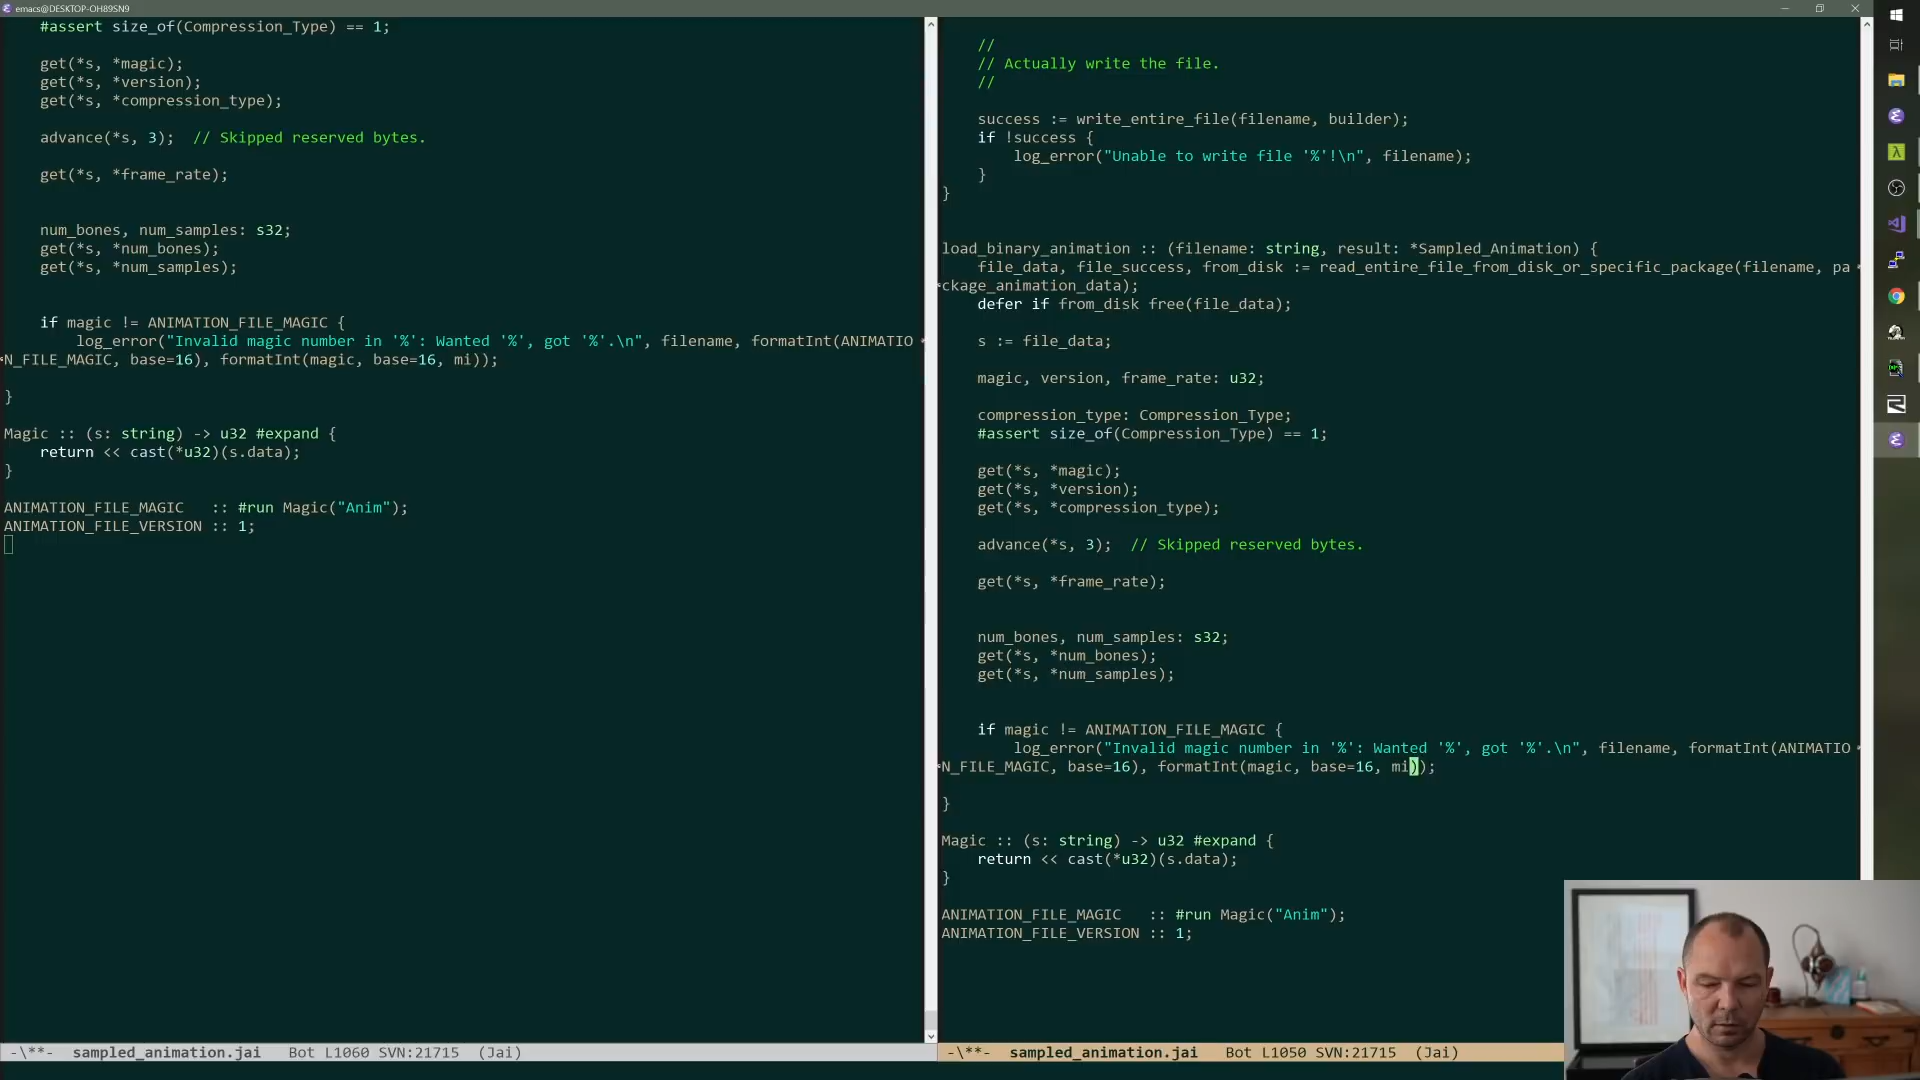 emacs@DESKTOP-OH89SN9
#assert size_of(Compression_Type) == 1;
get(*s, *magic);
get(*s, *version);
get(*s, *compression_type);
advance(*s, 3);  // Skipped reserved bytes.
get(*s, *frame_rate);
num_bones, num_samples: s32;
get(*s, *num_bones);
get(*s, *num_samples);
if magic != ANIMATION_FILE_MAGIC {
log_error("Invalid magic number in '%': Wanted '%', got '%'.\n", filename, formatInt(ANIMATIO
N_FILE_MAGIC, base=16), formatInt(magic, base=16, mi));
}
Magic :: (s: string) -> u32 #expand {
return << cast(*u32)(s.data);
}
ANIMATION_FILE_MAGIC   :: #run Magic("Anim");
ANIMATION_FILE_VERSION :: 1;
-\**-  sampled_animation.jai   Bot L1060 SVN:21715  (Jai)
//
// Actually write the file.
//
success := write_entire_file(filename, builder);
if !success {
log_error("Unable to write file '%'!\n", filename);
}
}
load_binary_animation :: (filename: string, result: *Sampled_Animation) {
file_data, file_success, from_disk := read_entire_file_from_disk_or_specific_package(filename, pa
ckage_animation_data);
defer if from_disk free(file_data);
s := file_data;
magic, version, frame_rate: u32;
compression_type: Compression_Type;
#assert size_of(Compression_Type) == 1;
get(*s, *magic);
get(*s, *version);
get(*s, *compression_type);
advance(*s, 3);  // Skipped reserved bytes.
get(*s, *frame_rate);
num_bones, num_samples: s32;
get(*s, *num_bones);
get(*s, *num_samples);
if magic != ANIMATION_FILE_MAGIC {
log_error("Invalid magic number in '%': Wanted '%', got '%'.\n", filename, formatInt(ANIMATIO
N_FILE_MAGIC, base=16), formatInt(magic, base=16, mi));
}
Magic :: (s: string) -> u32 #expand {
return << cast(*u32)(s.data);
}
ANIMATION_FILE_MAGIC   :: #run Magic("Anim");
ANIMATION_FILE_VERSION :: 1;
-\**-  sampled_animation.jai   Bot L1050 SVN:21715  (Jai)